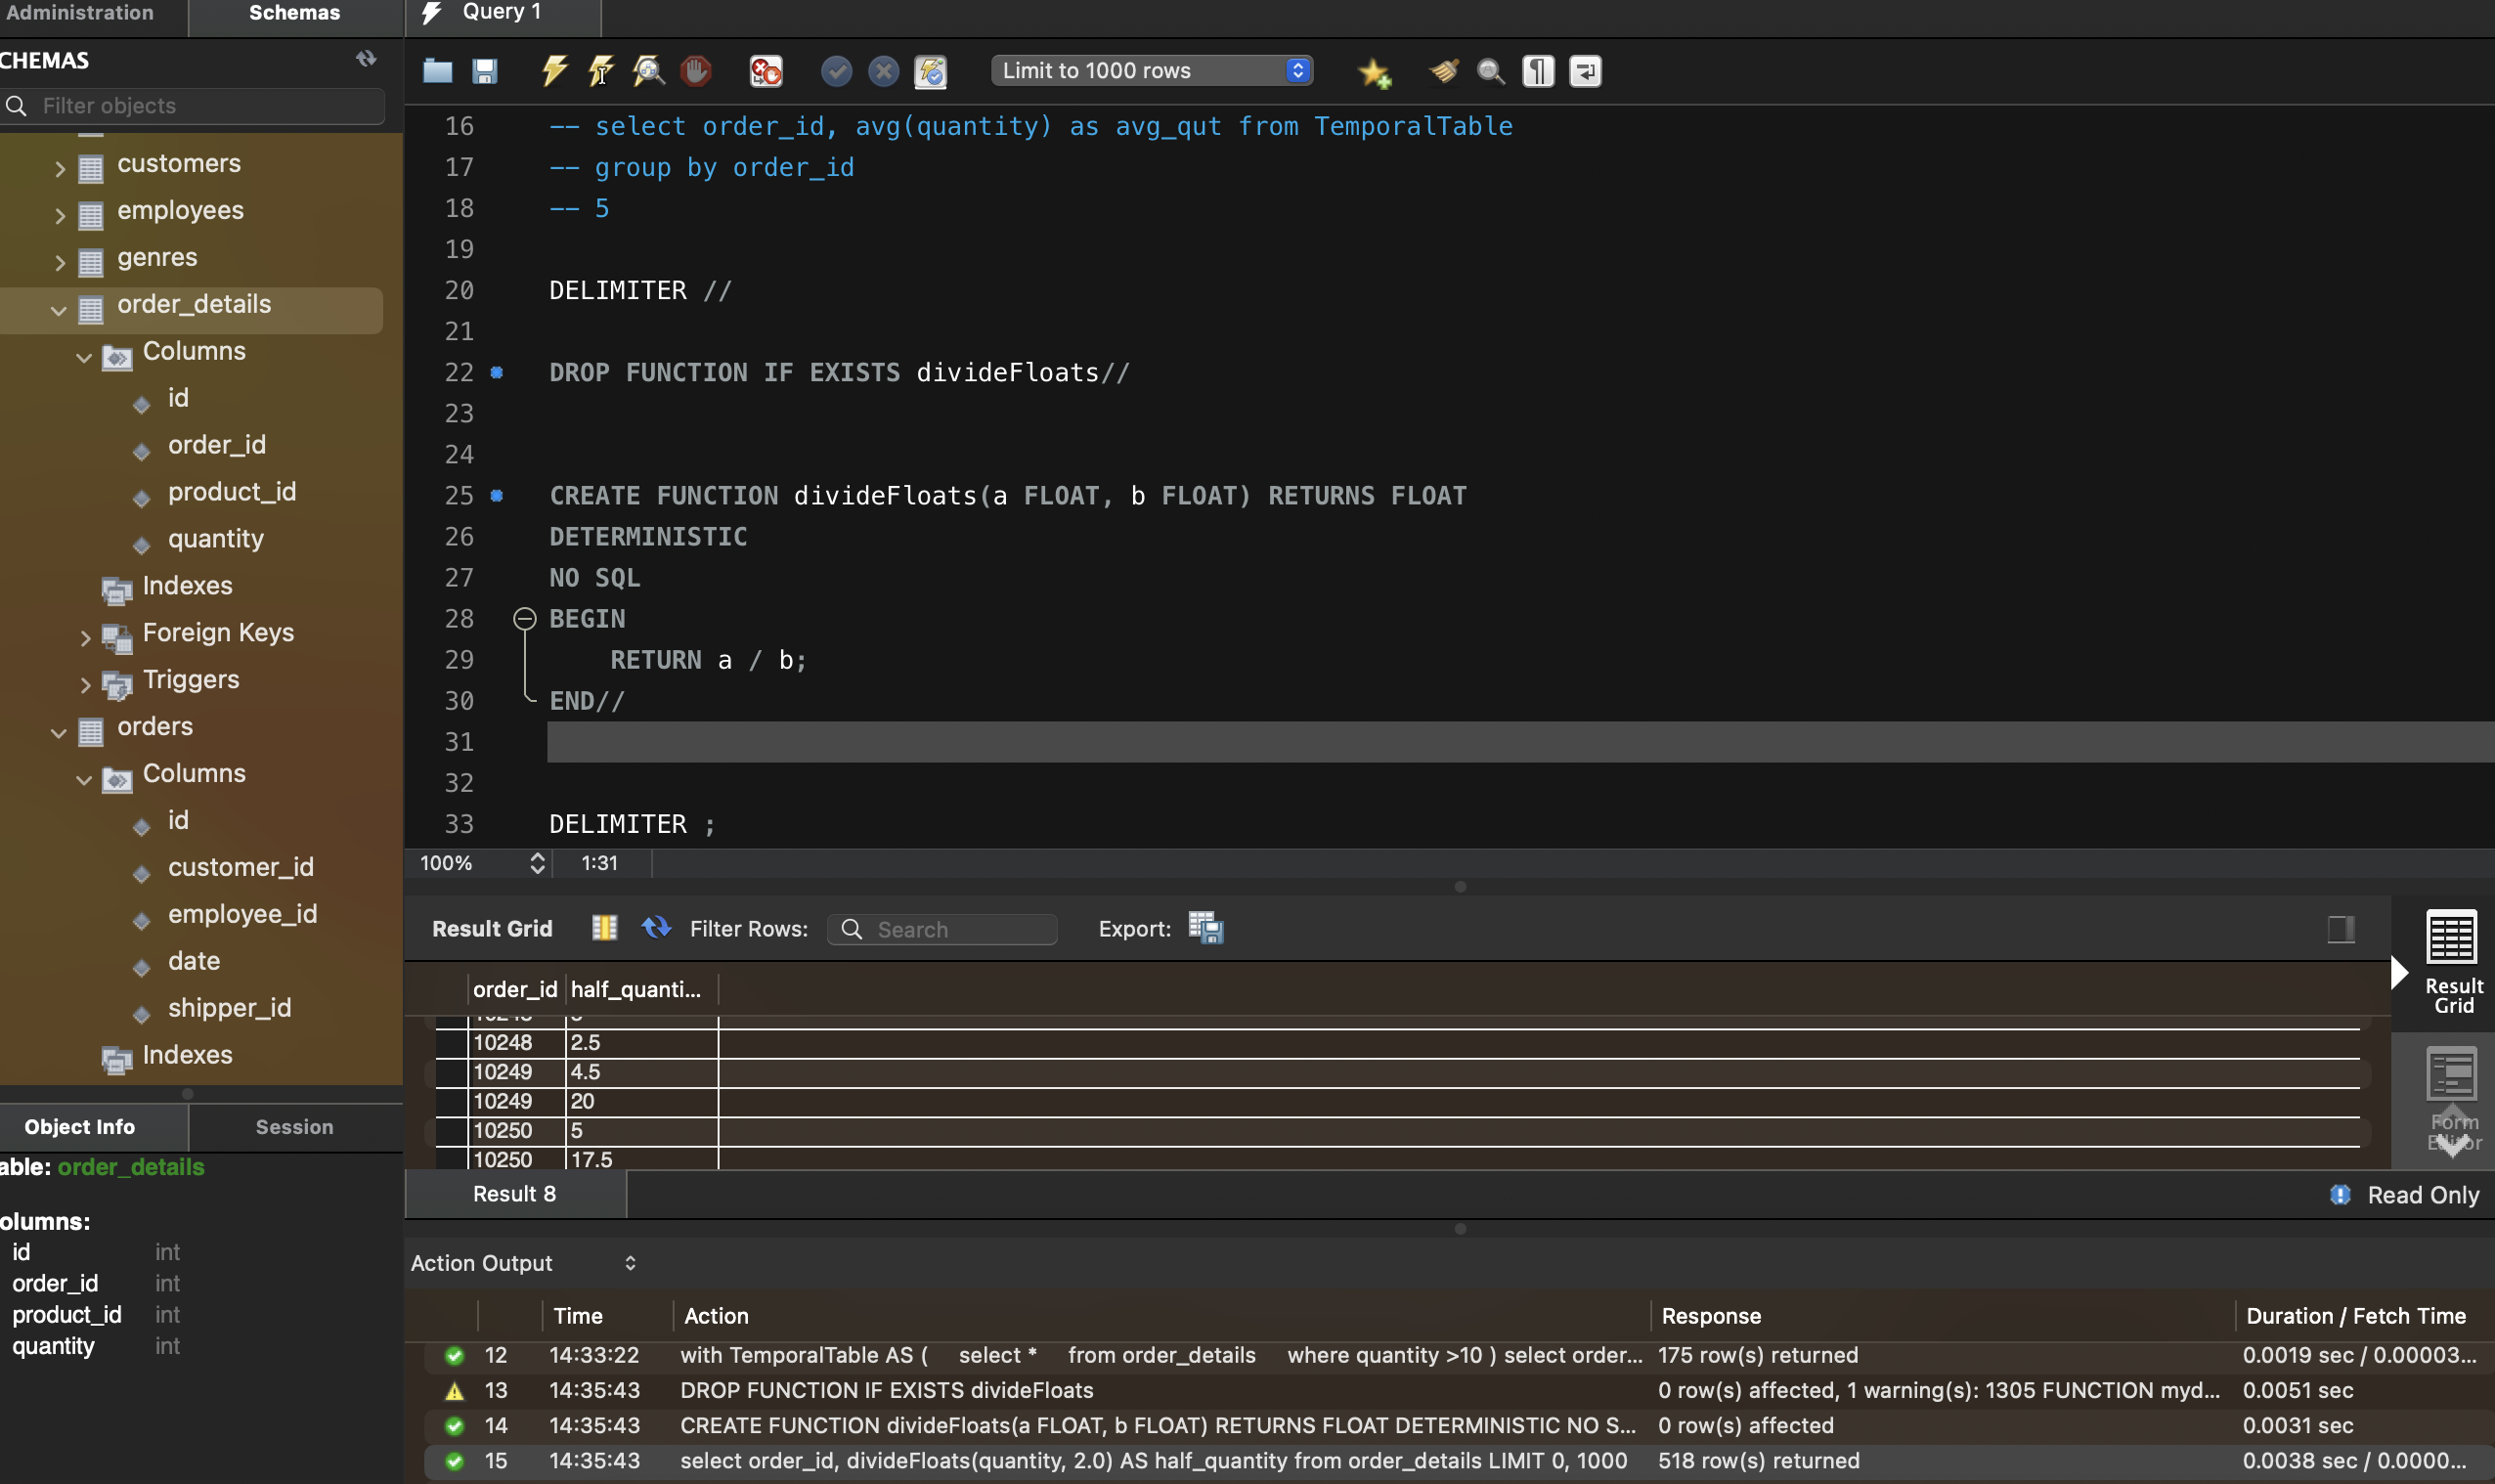 Administration
Schemas
Query 1
CHEMAS
Filter objects
Limit to 1000 rows
customers
employees
genres
order_details
Columns
id
order_id
product_id
quantity
Indexes
Foreign Keys
Triggers
orders
Columns
id
customer_id
employee_id
date
shipper_id
Indexes
Object Info
Session
able: order_details
olumns:
id int
order_id int
product_id int
quantity int
16 -- select order_id, avg(quantity) as avg_qut from TemporalTable
17 -- group by order_id
18 -- 5
19
20 DELIMITER //
21
22 DROP FUNCTION IF EXISTS divideFloats//
23
24
25 CREATE FUNCTION divideFloats(a FLOAT, b FLOAT) RETURNS FLOAT
26 DETERMINISTIC
27 NO SQL
28 BEGIN
29 RETURN a / b;
30 END//
31
32
33 DELIMITER ;
100% 1:31
Result Grid Filter Rows: Search Export:
order_id half_quanti...
10248 2.5
10249 4.5
10249 20
10250 5
10250 17.5
Result
Grid
Form
Editor
Result 8
Read Only
Action Output
Time Action Response Duration / Fetch Time
12 14:33:22 with TemporalTable AS ( select * from order_details where quantity >10 ) select order... 175 row(s) returned 0.0019 sec / 0.00003...
13 14:35:43 DROP FUNCTION IF EXISTS divideFloats 0 row(s) affected, 1 warning(s): 1305 FUNCTION myd... 0.0051 sec
14 14:35:43 CREATE FUNCTION divideFloats(a FLOAT, b FLOAT) RETURNS FLOAT DETERMINISTIC NO S... 0 row(s) affected 0.0031 sec
15 14:35:43 select order_id, divideFloats(quantity, 2.0) AS half_quantity from order_details LIMIT 0, 1000 518 row(s) returned 0.0038 sec / 0.0000...